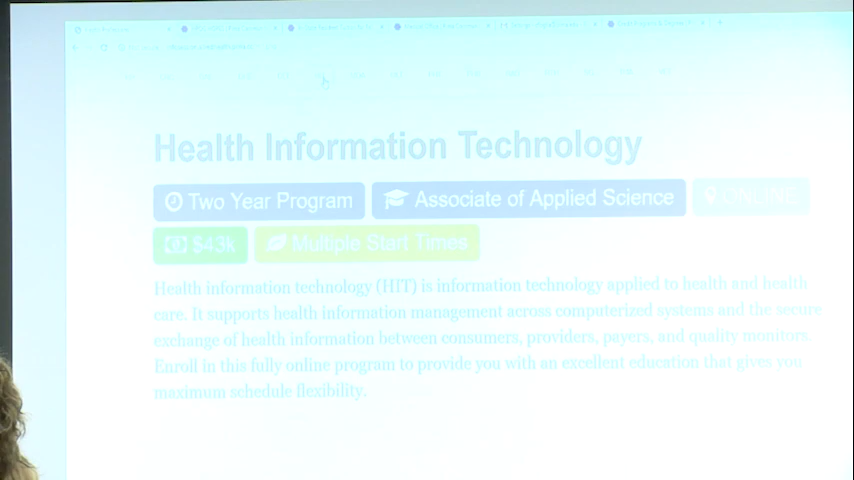 Health Information Technology
Two Year Program
Associate of Applied Science
ONLINE
$43k
Multiple Start Times
Health information technology (HIT) is information technology applied to health and health
care. It supports health information management across computerized systems and the secure
exchange of health information between consumers, providers, payers, and quality monitors.
Enroll in this fully online program to provide you with an excellent education that gives you
maximum schedule flexibility.